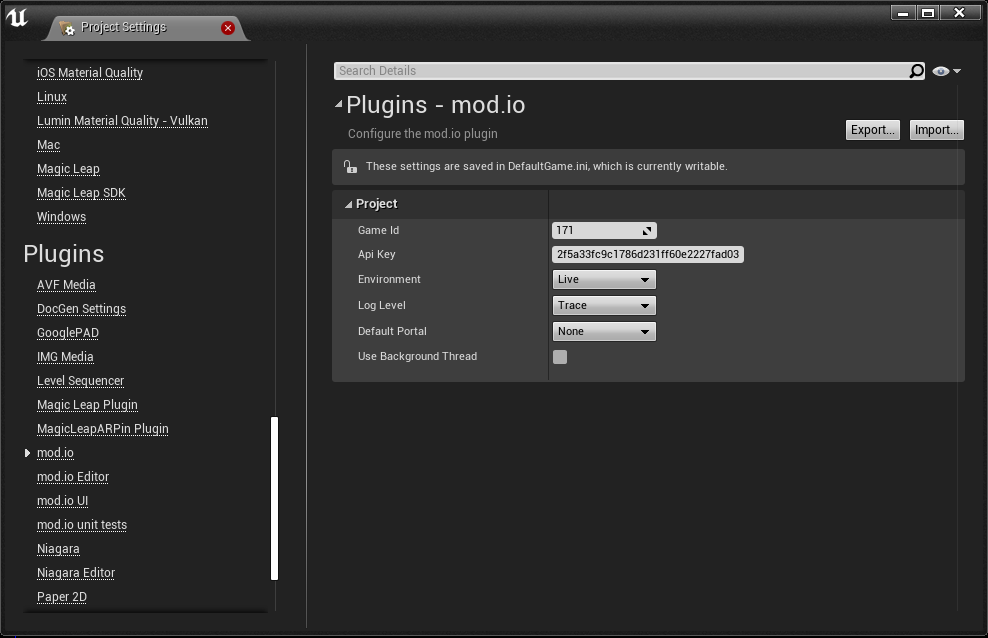 Project Settings
iOS Material Quality
Linux
Lumin Material Quality - Vulkan
Mac
Magic Leap
Magic Leap SDK
Windows
Plugins
AVF Media
DocGen Settings
GooglePAD
IMG Media
Level Sequencer
Magic Leap Plugin
MagicLeapARPin Plugin
mod.io
mod.io Editor
mod.io UI
mod.io unit tests
Niagara
Niagara Editor
Paper 2D
Search Details
Plugins - mod.io
Configure the mod.io plugin
Export...
Import...
These settings are saved in DefaultGame.ini, which is currently writable.
Project
Game Id 171
Api Key 2f5a33fc9c1786d231ff60e2227fad03
Environment Live
Log Level Trace
Default Portal None
Use Background Thread